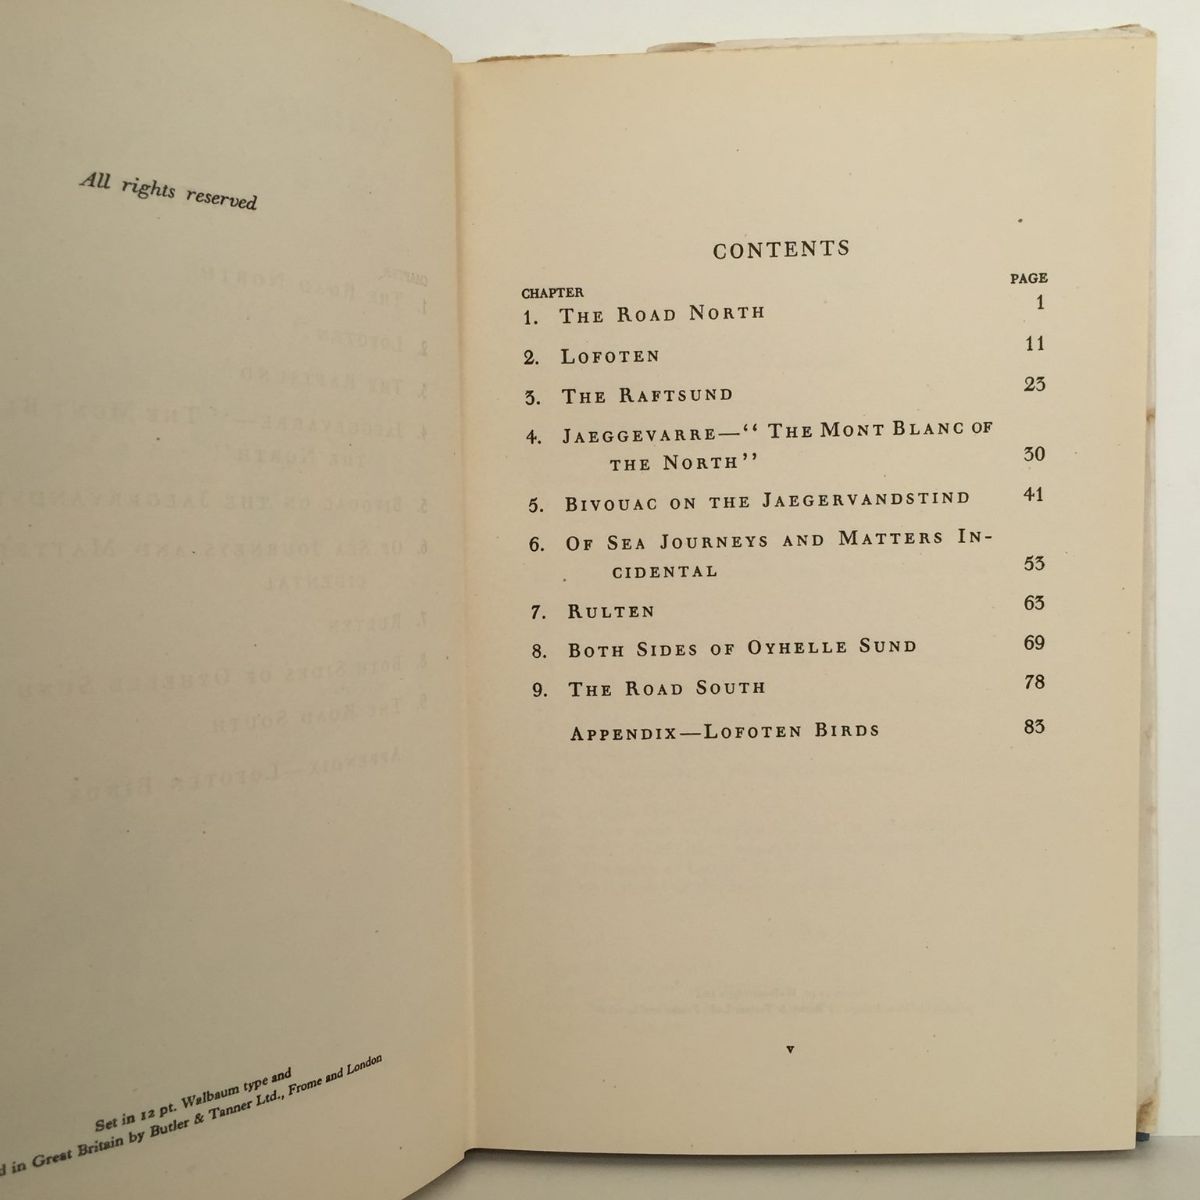 All rights reserved
Set in 12 pt. Walbaum type and
in Great Britain by Butler & Tanner Ltd., Frome and London
CONTENTS
CHAPTER PAGE
1. THE ROAD NORTH 1
2. LOFOTEN 11
3. THE RAFTSUND 23
4. JAEGGEVARRE—“ THE MONT BLANC OF
THE NORTH” 30
5. BIVOUAC ON THE JAEGERVANDSTIND 41
6. OF SEA JOURNEYS AND MATTERS IN-
CIDENTAL 53
7. RULTEN 63
8. BOTH SIDES OF OYHELLE SUND 69
9. THE ROAD SOUTH 78
APPENDIX—LOFOTEN BIRDS 83
v